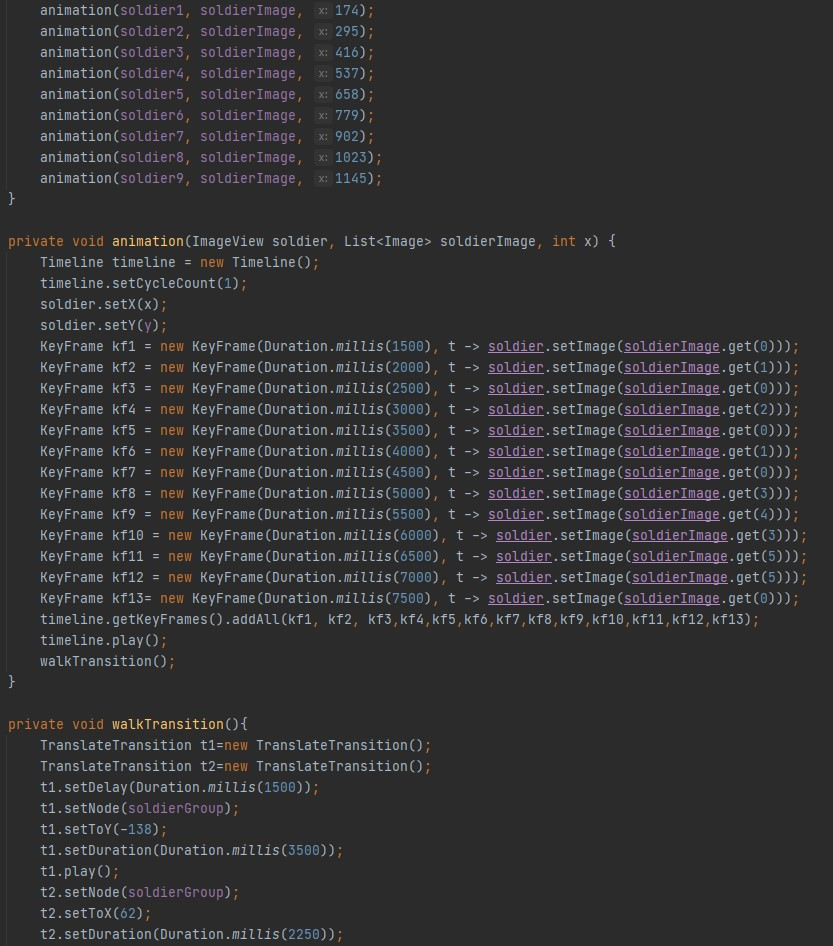 animation(soldier1, soldierImage, x: 174);
animation(soldier2, soldierImage, x: 295);
animation(soldier3, soldierImage, x: 416);
animation(soldier4, soldierImage, x: 537);
animation(soldier5, soldierImage, x: 658);
animation(soldier6, soldierImage, x: 779);
animation(soldier7, soldierImage, x: 902);
animation(soldier8, soldierImage, x: 1023);
animation(soldier9, soldierImage, x: 1145);
}
private void animation(ImageView soldier, List<Image> soldierImage, int x) {
Timeline timeline = new Timeline();
timeline.setCycleCount(1);
soldier.setX(x);
soldier.setY(y);
KeyFrame kf1 = new KeyFrame(Duration.millis(1500), t -> soldier.setImage(soldierImage.get(0)));
KeyFrame kf2 = new KeyFrame(Duration.millis(2000), t -> soldier.setImage(soldierImage.get(1)));
KeyFrame kf3 = new KeyFrame(Duration.millis(2500), t -> soldier.setImage(soldierImage.get(0)));
KeyFrame kf4 = new KeyFrame(Duration.millis(3000), t -> soldier.setImage(soldierImage.get(2)));
KeyFrame kf5 = new KeyFrame(Duration.millis(3500), t -> soldier.setImage(soldierImage.get(0)));
KeyFrame kf6 = new KeyFrame(Duration.millis(4000), t -> soldier.setImage(soldierImage.get(1)));
KeyFrame kf7 = new KeyFrame(Duration.millis(4500), t -> soldier.setImage(soldierImage.get(0)));
KeyFrame kf8 = new KeyFrame(Duration.millis(5000), t -> soldier.setImage(soldierImage.get(3)));
KeyFrame kf9 = new KeyFrame(Duration.millis(5500), t -> soldier.setImage(soldierImage.get(4)));
KeyFrame kf10 = new KeyFrame(Duration.millis(6000), t -> soldier.setImage(soldierImage.get(3)));
KeyFrame kf11 = new KeyFrame(Duration.millis(6500), t -> soldier.setImage(soldierImage.get(5)));
KeyFrame kf12 = new KeyFrame(Duration.millis(7000), t -> soldier.setImage(soldierImage.get(5)));
KeyFrame kf13= new KeyFrame(Duration.millis(7500), t -> soldier.setImage(soldierImage.get(0)));
timeline.getKeyFrames().addAll(kf1, kf2, kf3,kf4,kf5,kf6,kf7,kf8,kf9,kf10,kf11,kf12,kf13);
timeline.play();
walkTransition();
}
private void walkTransition(){
TranslateTransition t1=new TranslateTransition();
TranslateTransition t2=new TranslateTransition();
t1.setDelay(Duration.millis(1500));
t1.setNode(soldierGroup);
t1.setToY(-138);
t1.setDuration(Duration.millis(3500));
t1.play();
t2.setNode(soldierGroup);
t2.setToX(62);
t2.setDuration(Duration.millis(2250));